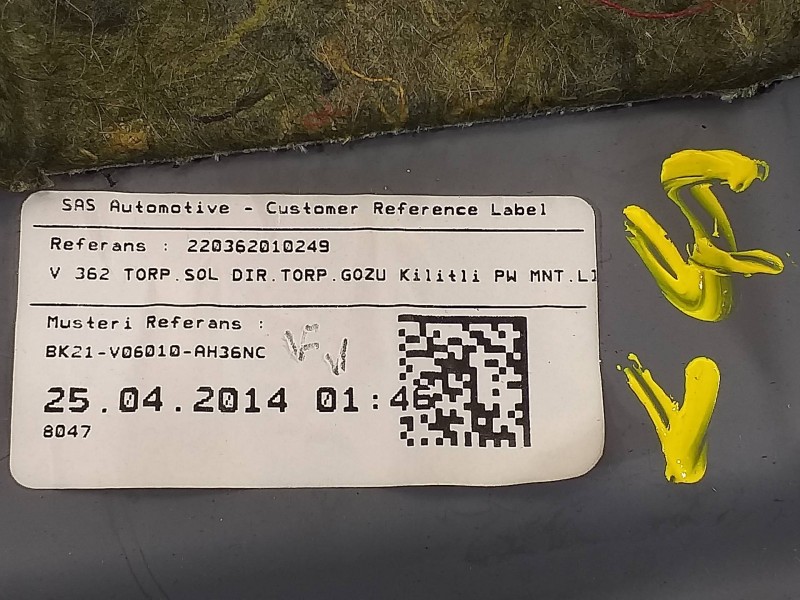 SAS Automotive - Customer Reference Label
Referans : 220362010249
V 362 TORP.SOL DIR.TORP.GOZU Kilitli PW MNT.LI
Musteri Referans :
BK21-V06010-AH36NC
25.04.2014 01:46
8047